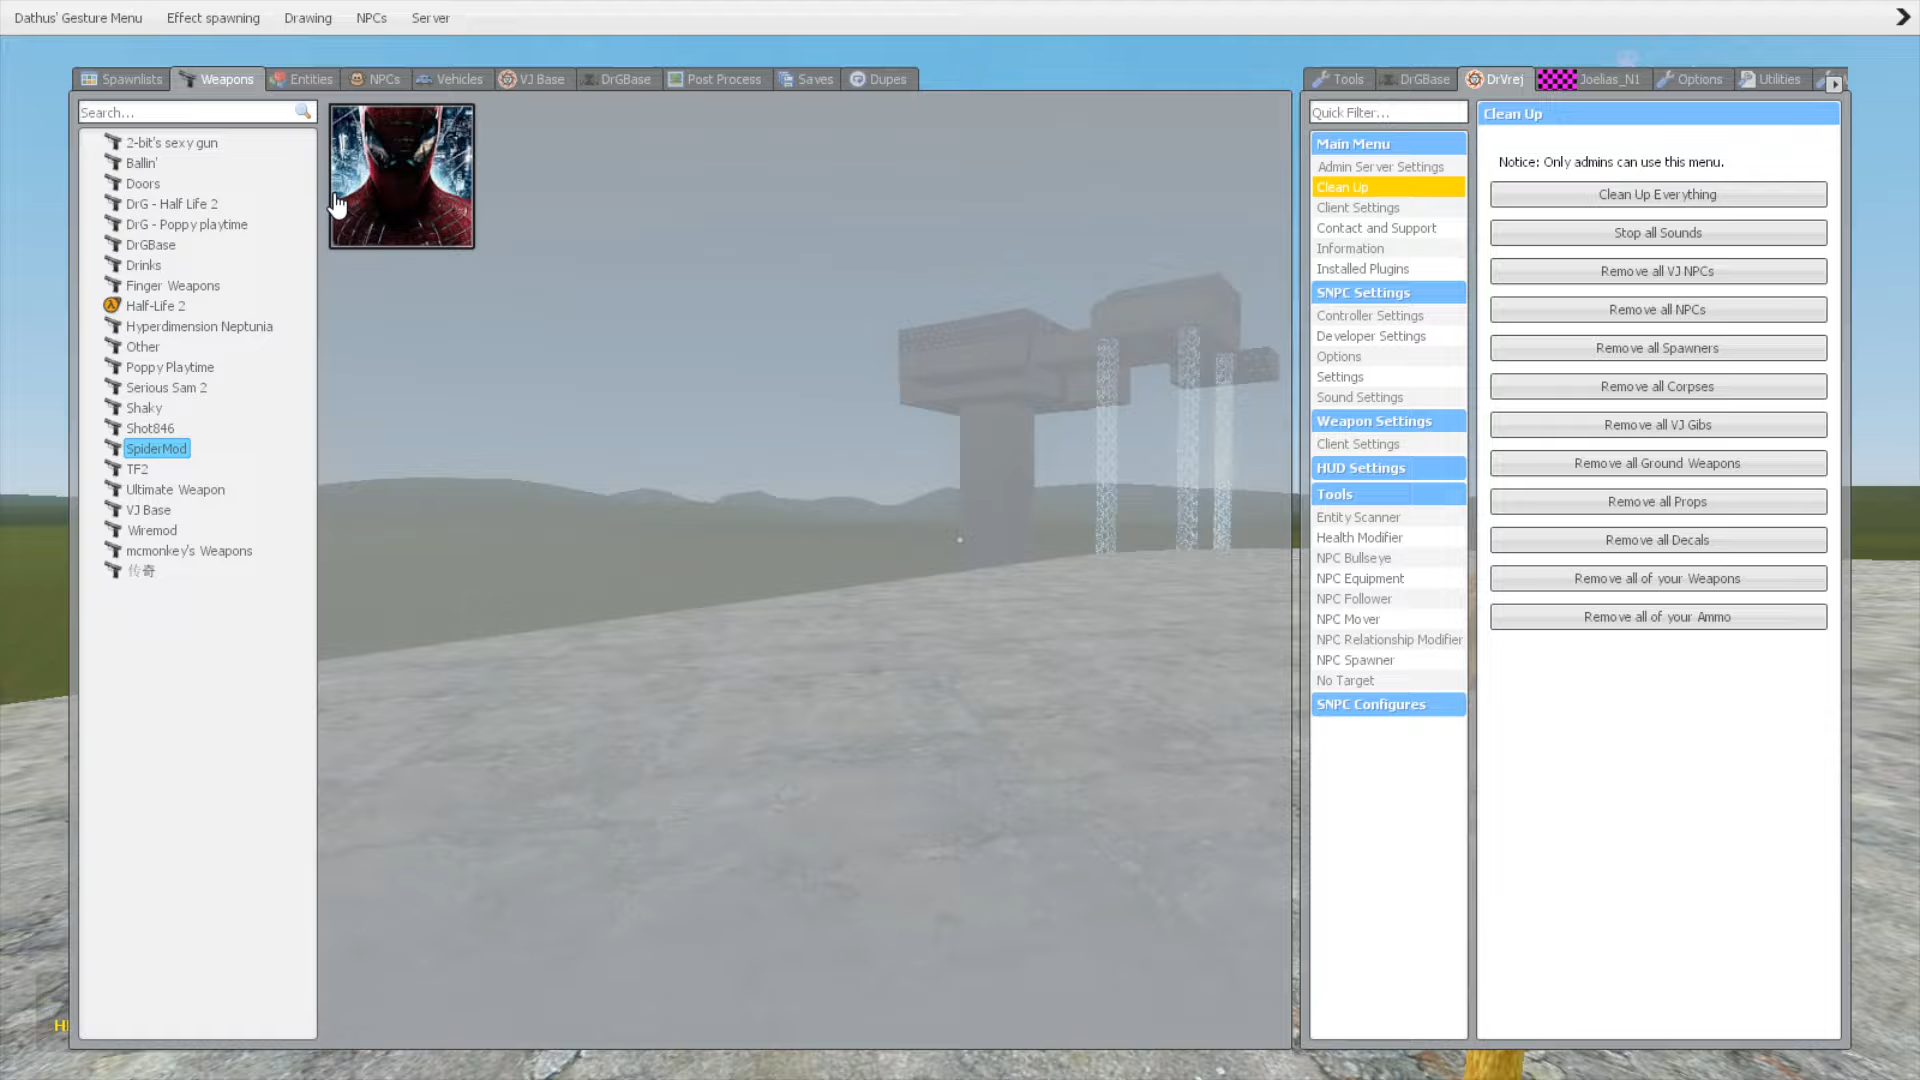 Dathus' Gesture Menu Effect spawning Drawing NPCs Server
Spawnlists Weapons Entities NPCs Vehicles VJ Base DrGBase Post Process Saves Dupes
Search...
2-bit's sexy gun
Ballin'
Doors
DrG - Half Life 2
DrG - Poppy playtime
DrGBase
Drinks
Finger Weapons
Half-Life 2
Hyperdimension Neptunia
Other
Poppy Playtime
Serious Sam 2
Shaky
Shot846
SpiderMod
TF2
Ultimate Weapon
VJ Base
Wiremod
mcmonkey's Weapons
传奇
Tools DrGBase DrVrej Joelias_N1 Options Utilities
Quick Filter...
Main Menu
Admin Server Settings
Clean Up
Client Settings
Contact and Support
Information
Installed Plugins
SNPC Settings
Controller Settings
Developer Settings
Options
Settings
Sound Settings
Weapon Settings
Client Settings
HUD Settings
Tools
Entity Scanner
Health Modifier
NPC Bullseye
NPC Equipment
NPC Follower
NPC Mover
NPC Relationship Modifier
NPC Spawner
No Target
SNPC Configures
Clean Up
Notice: Only admins can use this menu.
Clean Up Everything
Stop all Sounds
Remove all VJ NPCs
Remove all NPCs
Remove all Spawners
Remove all Corpses
Remove all VJ Gibs
Remove all Ground Weapons
Remove all Props
Remove all Decals
Remove all of your Weapons
Remove all of your Ammo